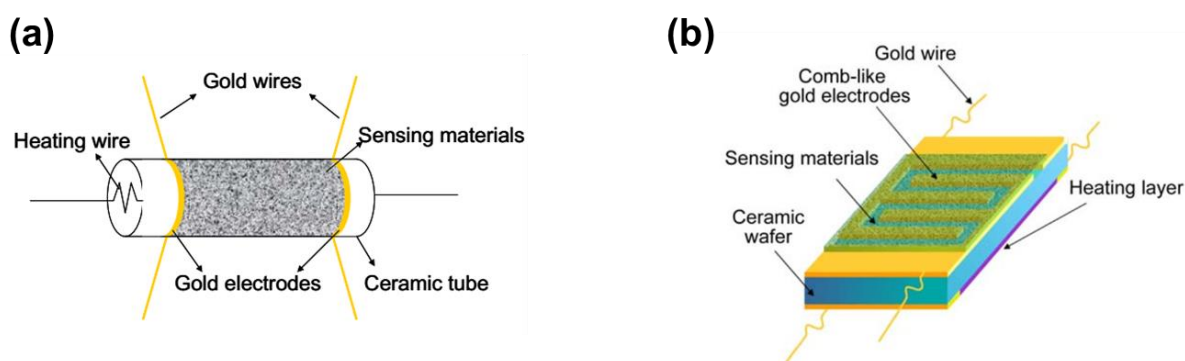 (a)
Gold wires
Heating wire
Sensing materials
Gold electrodes
Ceramic tube
(b)
Gold wire
Comb-like
gold electrodes
Sensing materials
Heating layer
Ceramic
wafer